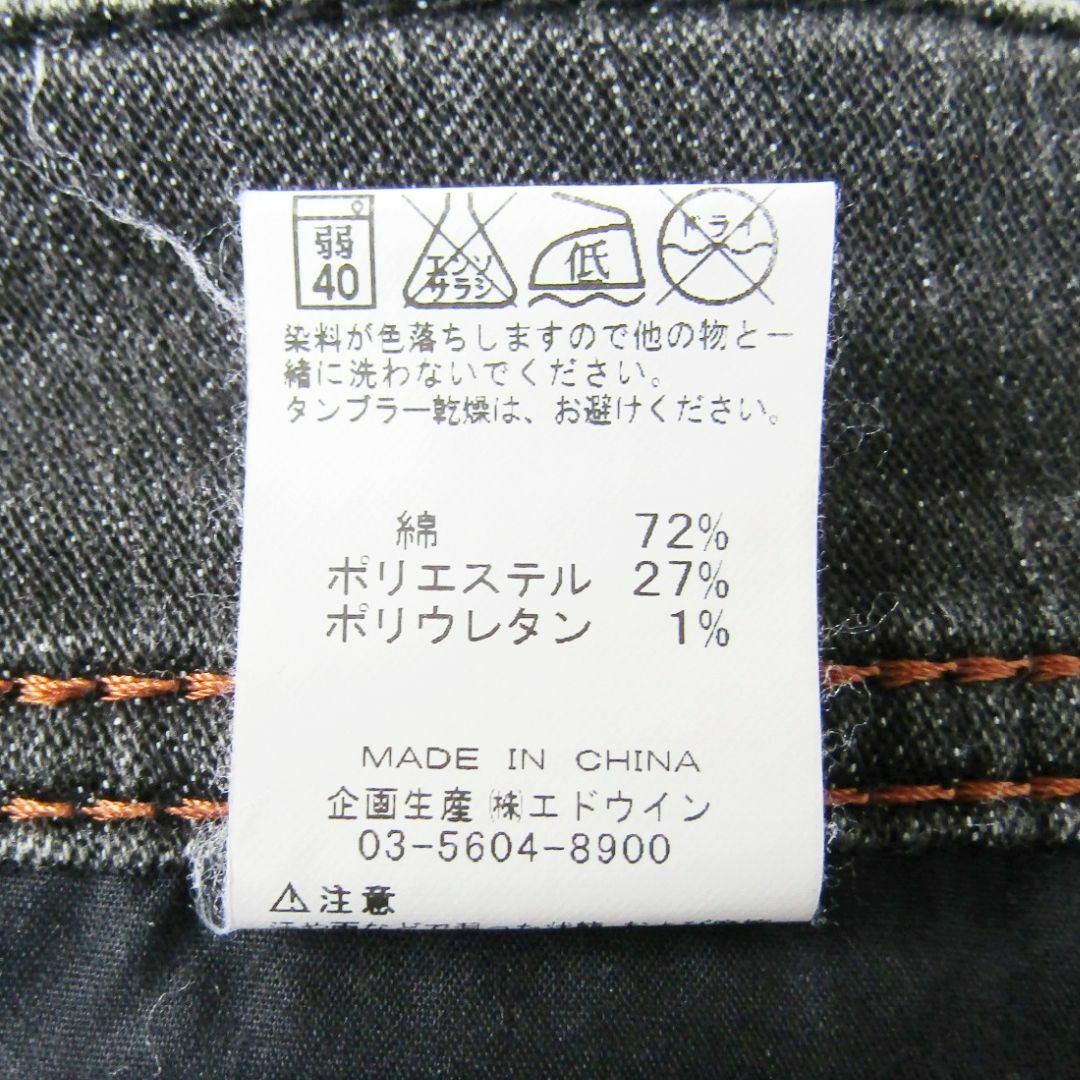 弱
40
エンソ
サラシ
低
ドライ
染料が色落ちしますので他の物と一
緒に洗わないでください。
タンブラー乾燥は、お避けください。
綿 72%
ポリエステル 27%
ポリウレタン 1%
MADE IN CHINA
企画生産 ㈱エドウイン
03-5604-8900
⚠注意